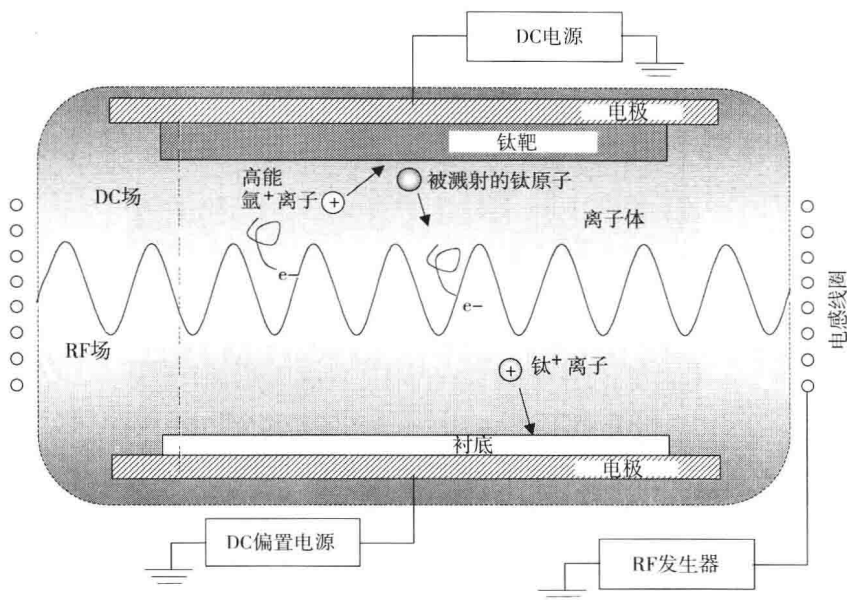 DC电源
电极
钛靶
高能
氩+离子
+
被溅射的钛原子
DC场
离子体
e-
e-
电感线圈
RF场
+
钛+离子
衬底
电极
DC偏置电源
RF发生器